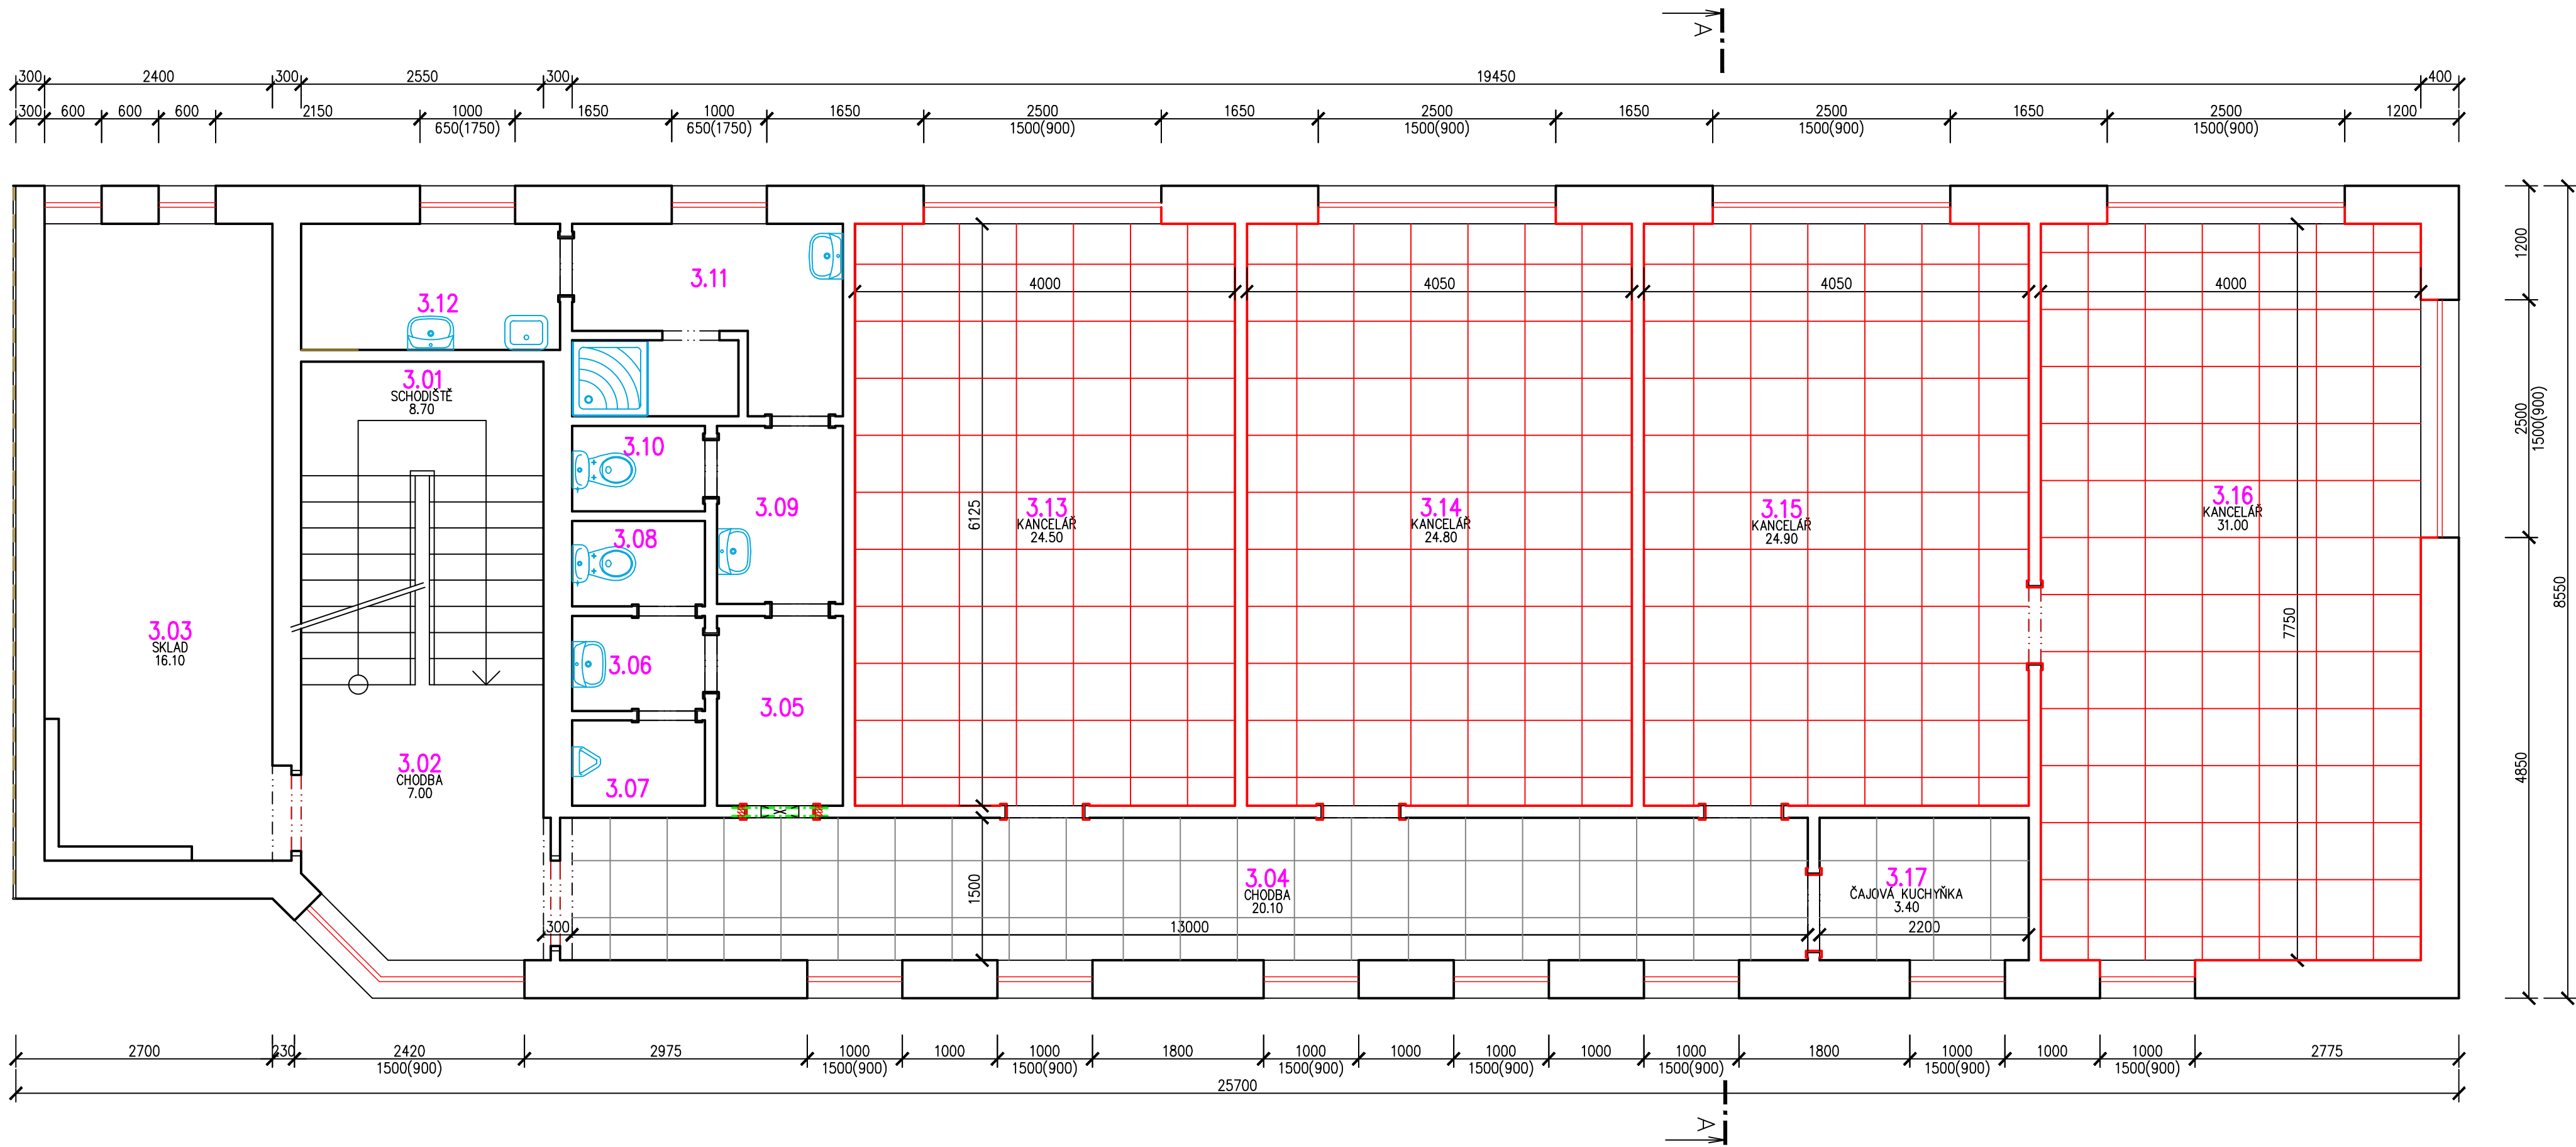 A
300 2400 300 2550 300 19450 400
300 600 600 600 2150 1000 1650 1000 1650 2500 1650 2500 1650 2500 1650 2500 1200
650(1750) 650(1750) 1500(900) 1500(900) 1500(900) 1500(900)
3.11
3.12
4000 4050 4050 4000
1200
3.01
SCHODIŠTĚ
8.70
2500
1500(900)
3.10
3.09
3.08
6125
3.13
KANCELÁŘ
24.50
3.14
KANCELÁŘ
24.80
3.15
KANCELÁŘ
24.90
3.16
KANCELÁŘ
31.00
8550
7750
3.03
SKLAD
16.10
3.06
3.05
3.02
CHODBA
7.00
3.07
4850
1500
3.04
CHODBA
20.10
3.17
ČAJOVÁ KUCHYŇKA
3.40
300 13000 2200
2700 230 2420 2975 1000 1000 1000 1800 1000 1000 1000 1000 1000 1800 1000 1000 1000 2775
1500(900) 1500(900) 1500(900) 1500(900) 1500(900) 1500(900) 1500(900) 1500(900)
25700
A